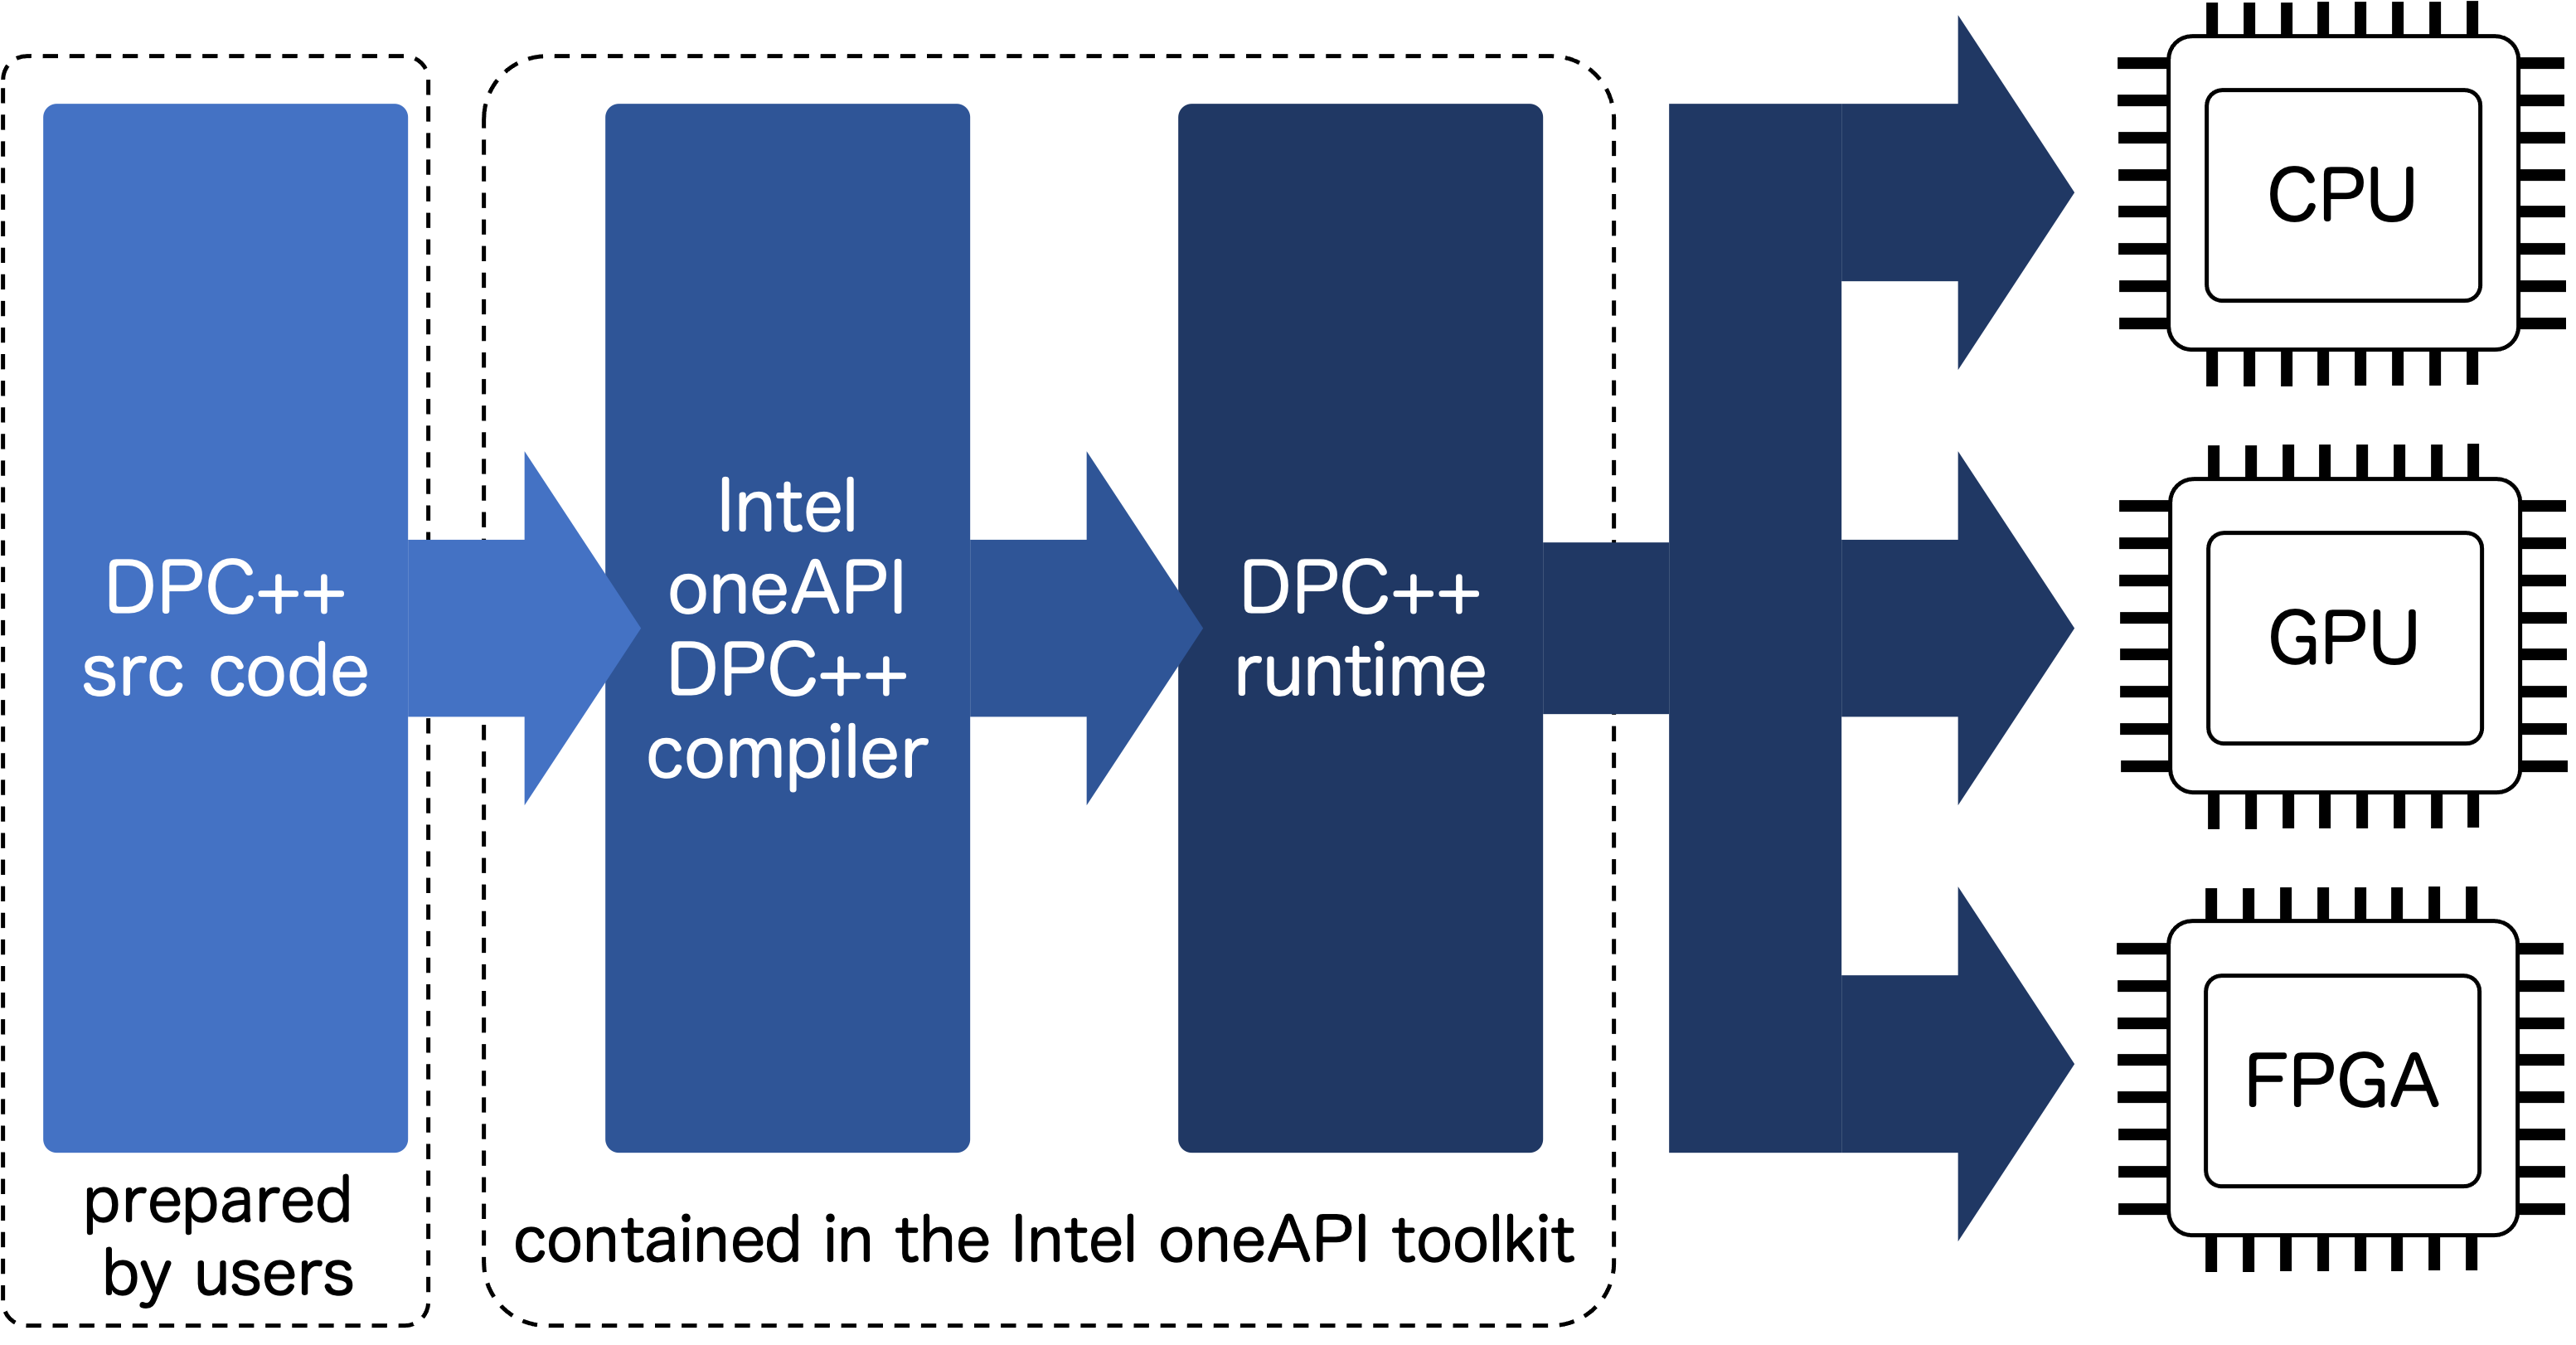 DPC++
src code
prepared
by users
Intel
oneAPI
DPC++
compiler
DPC++
runtime
contained in the Intel oneAPI toolkit
CPU
GPU
FPGA